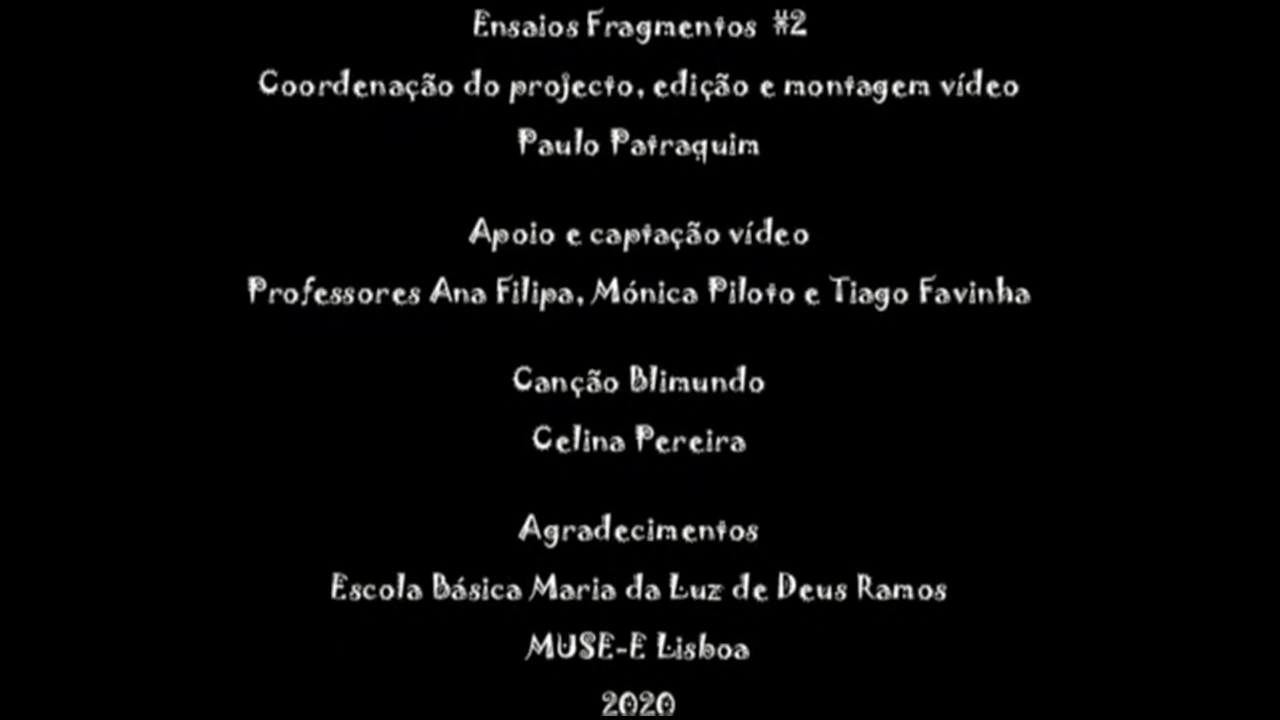 Ensaios Fragmentos #2
Coordenação do projecto, edição e montagem vídeo
Paulo Patraquim
Apoio e captação vídeo
Professores Ana Filipa, Mónica Piloto e Tiago Favinha
Canção Blimundo
Celina Pereira
Agradecimentos
Escola Básica Maria da Luz de Deus Ramos
MUSE-E Lisboa
2020